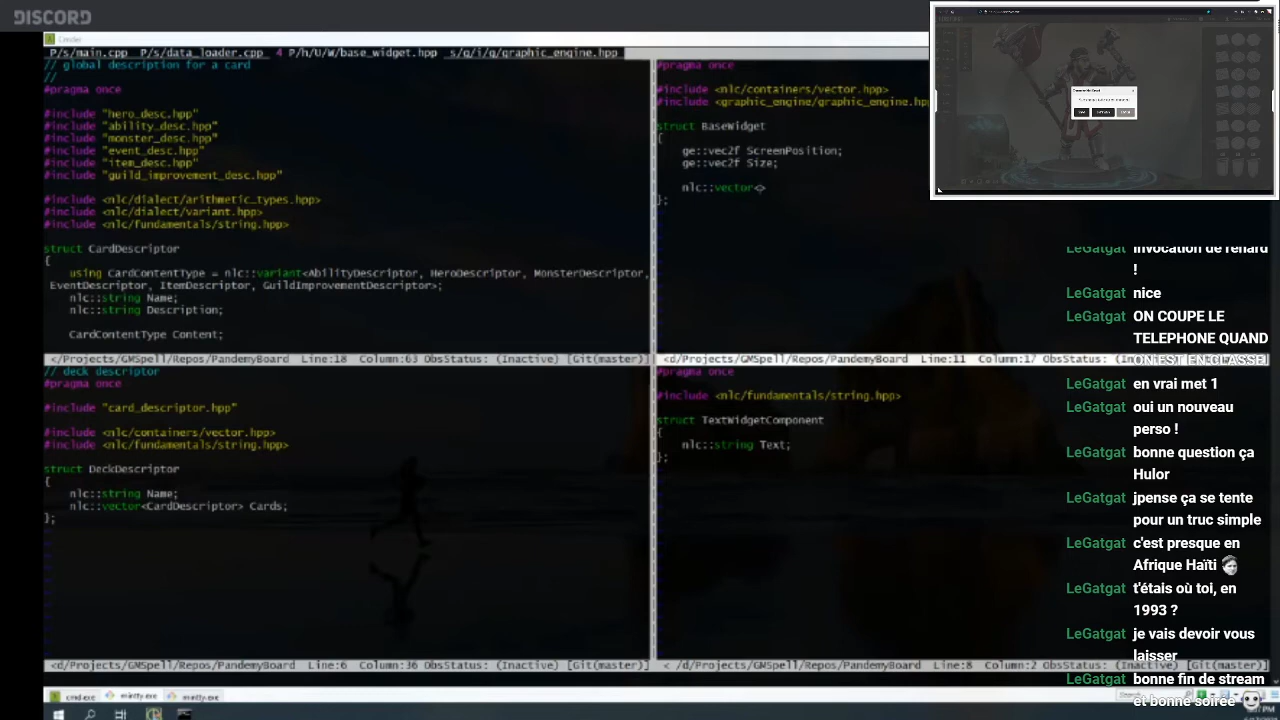 DISCORD
Cmder
P/s/main.cpp P/s/data_loader.cpp 4 P/h/U/W/base_widget.hpp s/g/i/g/graphic_engine.hpp
// global description for a card
//
#pragma once
#include "hero_desc.hpp"
#include "ability_desc.hpp"
#include "monster_desc.hpp"
#include "event_desc.hpp"
#include "item_desc.hpp"
#include "guild_improvement_desc.hpp"
#include <nlc/dialect/arithmetic_types.hpp>
#include <nlc/dialect/variant.hpp>
#include <nlc/fundamentals/string.hpp>
struct CardDescriptor
{
using CardContentType = nlc::variant<AbilityDescriptor, HeroDescriptor, MonsterDescriptor,
EventDescriptor, ItemDescriptor, GuildImprovementDescriptor>;
nlc::string Name;
nlc::string Description;
CardContentType Content;
</Projects/GMSpell/Repos/PandemyBoard Line:18 Column:63 ObsStatus: (Inactive) [Git(master)]
// deck descriptor
#pragma once
#include "card_descriptor.hpp"
#include <nlc/containers/vector.hpp>
#include <nlc/fundamentals/string.hpp>
struct DeckDescriptor
{
nlc::string Name;
nlc::vector<CardDescriptor> Cards;
};
<d/Projects/GMSpell/Repos/PandemyBoard Line:6 Column:36 ObsStatus: (Inactive) [Git(master)]
#pragma once
#include <nlc/containers/vector.hpp>
#include <graphic_engine/graphic_engine.hpp
struct BaseWidget
{
ge::vec2f ScreenPosition;
ge::vec2f Size;
nlc::vector<>
};
<d/Projects/GMSpell/Repos/PandemyBoard Line:11 Column:17 ObsStatus:
#pragma once
#include <nlc/fundamentals/string.hpp>
struct TextWidgetComponent
{
nlc::string Text;
};
< /d/Projects/GMSpell/Repos/PandemyBoard Line:8 Column:2 ObsStatus: (Inactive) [Git(master)]
LeGatgat invocation de renard
!
LeGatgat nice
LeGatgat ON COUPE LE
TELEPHONE QUAND
ON EST EN CLASSE!
LeGatgat en vrai met 1
LeGatgat oui un nouveau
perso !
LeGatgat bonne question ça
Hulor
LeGatgat jpense ça se tente
pour un truc simple
LeGatgat c'est presque en
Afrique Haïti
LeGatgat t'étais où toi, en
1993 ?
LeGatgat je vais devoir vous
laisser
LeGatgat bonne fin de stream
et bonne soirée
cmd.exe mintty.exe mintty.exe